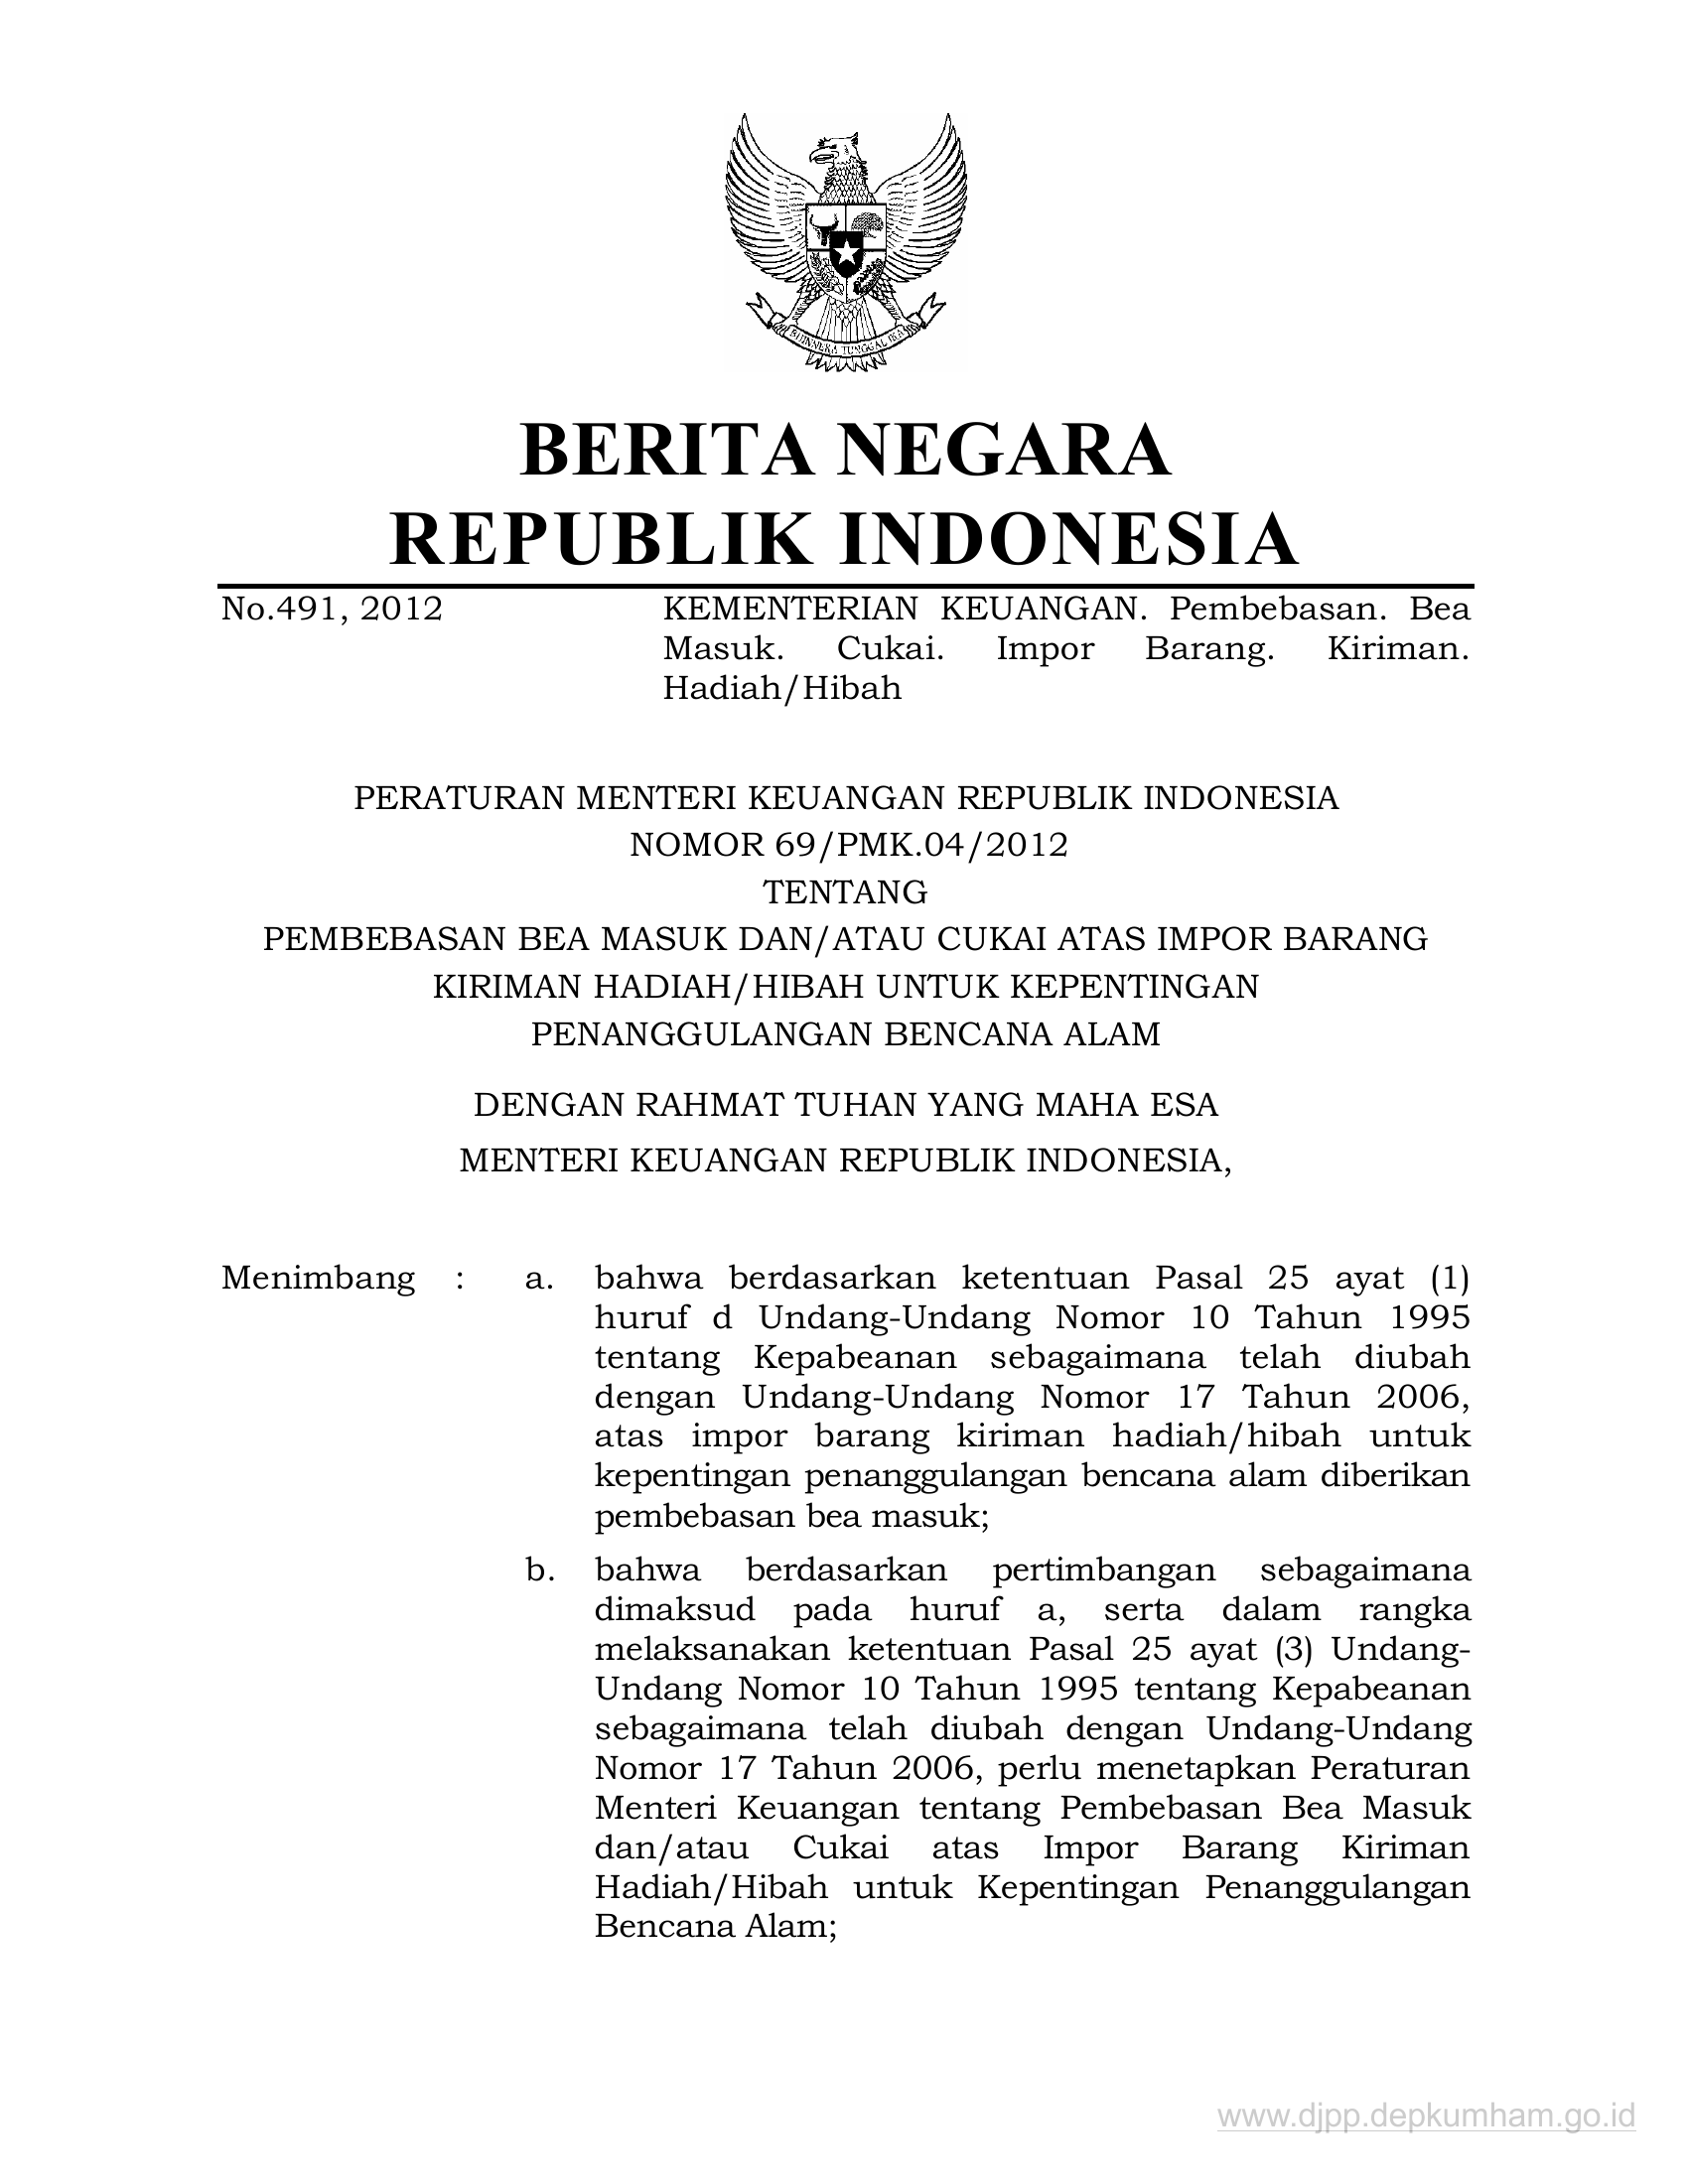 BHINNEKA TUNGGAL IKA
BERITA NEGARA
REPUBLIK INDONESIA
No.491, 2012
KEMENTERIAN KEUANGAN. Pembebasan. Bea
Masuk. Cukai. Impor Barang. Kiriman.
Hadiah/Hibah
PERATURAN MENTERI KEUANGAN REPUBLIK INDONESIA
NOMOR 69/PMK.04/2012
TENTANG
PEMBEBASAN BEA MASUK DAN/ATAU CUKAI ATAS IMPOR BARANG
KIRIMAN HADIAH/HIBAH UNTUK KEPENTINGAN
PENANGGULANGAN BENCANA ALAM
DENGAN RAHMAT TUHAN YANG MAHA ESA
MENTERI KEUANGAN REPUBLIK INDONESIA,
Menimbang : a. bahwa berdasarkan ketentuan Pasal 25 ayat (1)
huruf d Undang-Undang Nomor 10 Tahun 1995
tentang Kepabeanan sebagaimana telah diubah
dengan Undang-Undang Nomor 17 Tahun 2006,
atas impor barang kiriman hadiah/hibah untuk
kepentingan penanggulangan bencana alam diberikan
pembebasan bea masuk;
b. bahwa berdasarkan pertimbangan sebagaimana
dimaksud pada huruf a, serta dalam rangka
melaksanakan ketentuan Pasal 25 ayat (3) Undang-
Undang Nomor 10 Tahun 1995 tentang Kepabeanan
sebagaimana telah diubah dengan Undang-Undang
Nomor 17 Tahun 2006, perlu menetapkan Peraturan
Menteri Keuangan tentang Pembebasan Bea Masuk
dan/atau Cukai atas Impor Barang Kiriman
Hadiah/Hibah untuk Kepentingan Penanggulangan
Bencana Alam;
www.djpp.depkumham.go.id